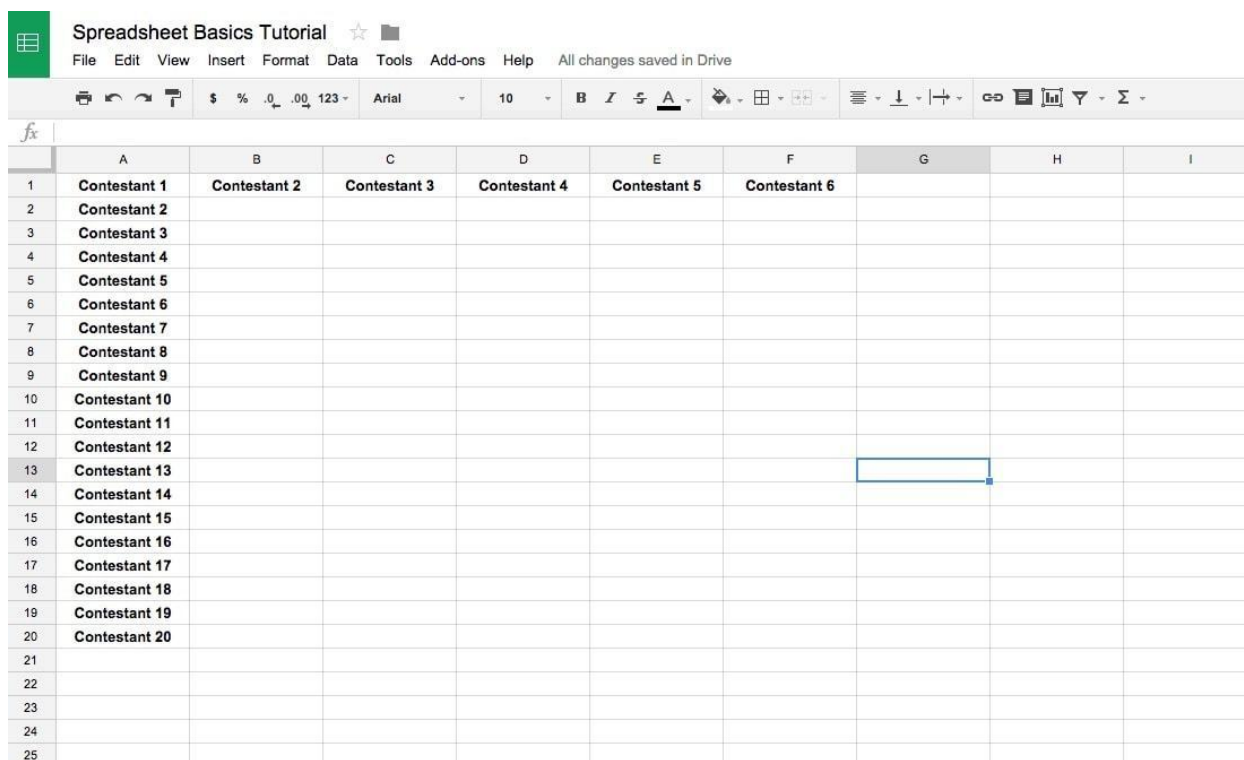 Spreadsheet Basics Tutorial
File Edit View Insert Format Data Tools Add-ons Help All changes saved in Drive
$ % .0 .00 123 Arial 10 B I S A Σ
fx
A B C D E F G H I
1 Contestant 1 Contestant 2 Contestant 3 Contestant 4 Contestant 5 Contestant 6
2 Contestant 2
3 Contestant 3
4 Contestant 4
5 Contestant 5
6 Contestant 6
7 Contestant 7
8 Contestant 8
9 Contestant 9
10 Contestant 10
11 Contestant 11
12 Contestant 12
13 Contestant 13
14 Contestant 14
15 Contestant 15
16 Contestant 16
17 Contestant 17
18 Contestant 18
19 Contestant 19
20 Contestant 20
21
22
23
24
25